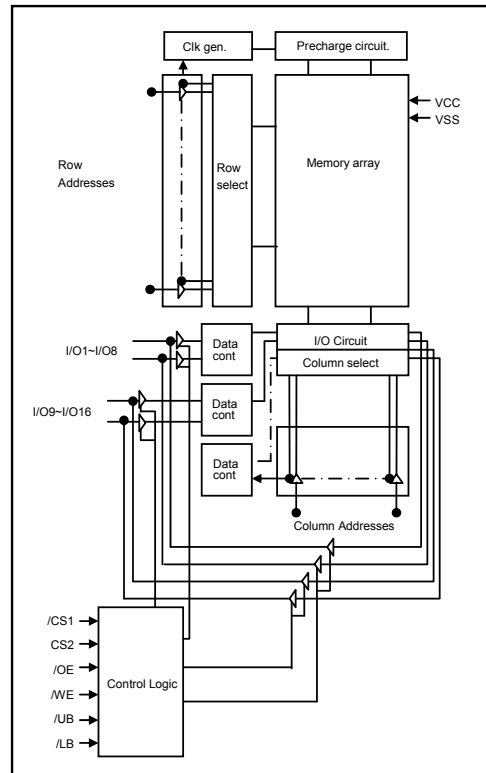 Clk gen.
Precharge circuit.
VCC
VSS
Row
Addresses
Row
select
Memory array
I/O1~I/O8
Data
cont
I/O Circuit
Column select
I/O9~I/O16
Data
cont
Data
cont
Column Addresses
/CS1
CS2
/OE
/WE
/UB
/LB
Control Logic